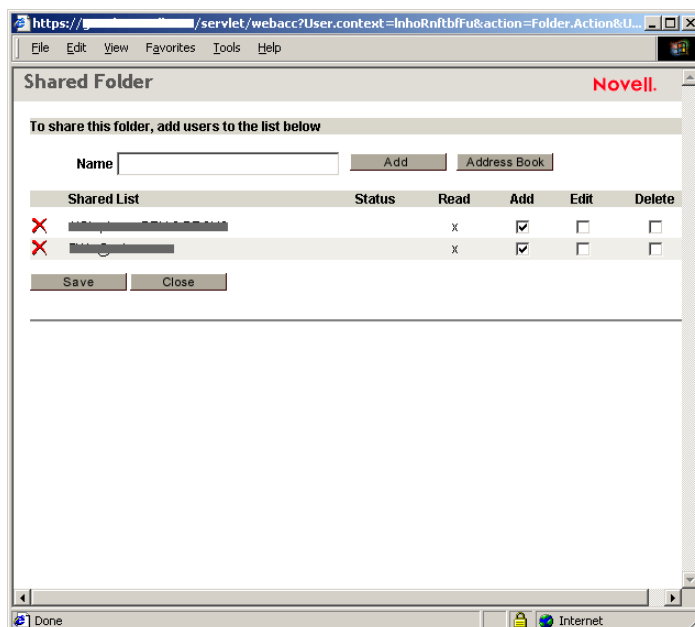 https:// /servlet/webacc?User.context=lnhoRnftbfFu&action=Folder.Action&U...
File Edit View Favorites Tools Help
Shared Folder
Novell.
To share this folder, add users to the list below
Name Add Address Book
Shared List Status Read Add Edit Delete
x
x
Save Close
Done Internet